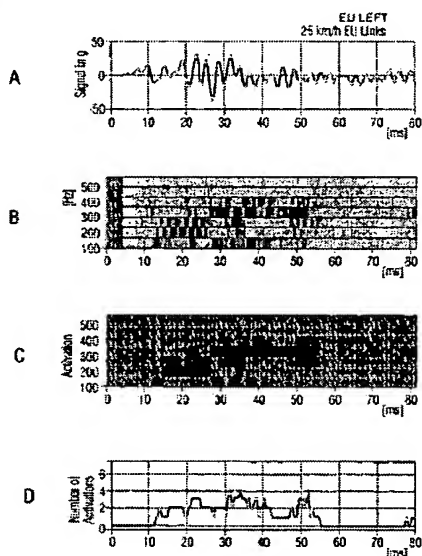 EU LEFT
25 km/h EU Links
A
Signal in g
50
0
-50
0 10 20 30 40 50 60 70 80
[ms]
B
[Hz]
500
400
300
200
100
0 10 20 30 40 50 60 70 80
[ms]
C
Activation
500
400
300
200
100
0 10 20 30 40 50 60 70 80
[ms]
D
Number of
Activations
6
4
2
0
0 10 20 30 40 50 60 70 80
[ms]